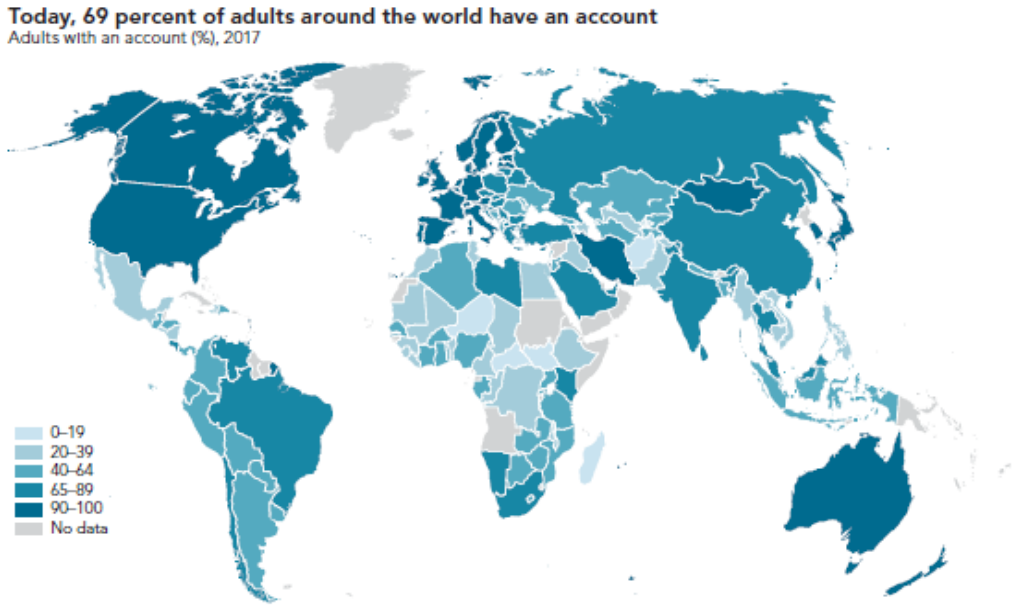 Today, 69 percent of adults around the world have an account
Adults with an account (%), 2017
0–19
20–39
40–64
65–89
90–100
No data